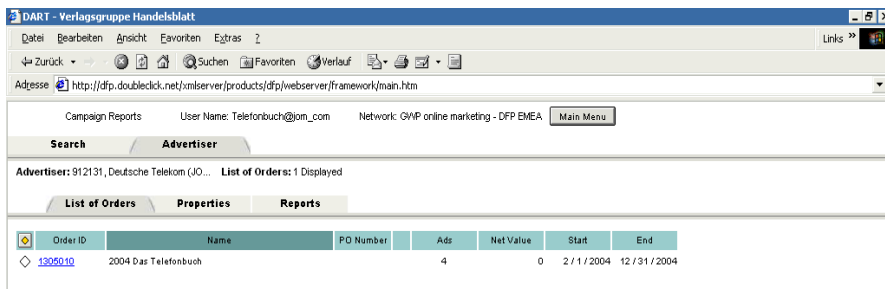 DART - Verlagsgruppe Handelsblatt
Datei Bearbeiten Ansicht Favoriten Extras ? Links »
Zurück Suchen Favoriten Verlauf
Adresse http://dfp.doubleclick.net/xmlserver/products/dfp/webserver/framework/main.htm
Campaign Reports User Name: Telefonbuch@jom_com Network: GWP online marketing - DFP EMEA Main Menu
Search Advertiser
Advertiser: 912131, Deutsche Telekom (JO... List of Orders: 1 Displayed
List of Orders Properties Reports
Order ID Name PO Number Ads Net Value Start End
1305010 2004 Das Telefonbuch 4 0 2 / 1 / 2004 12 / 31 / 2004